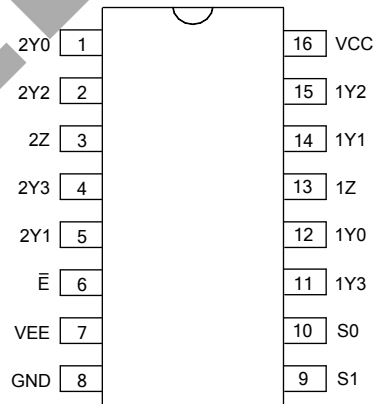 2Y0 1 16 VCC
2Y2 2 15 1Y2
2Z 3 14 1Y1
2Y3 4 13 1Z
2Y1 5 12 1Y0
E̅ 6 11 1Y3
VEE 7 10 S0
GND 8 9 S1